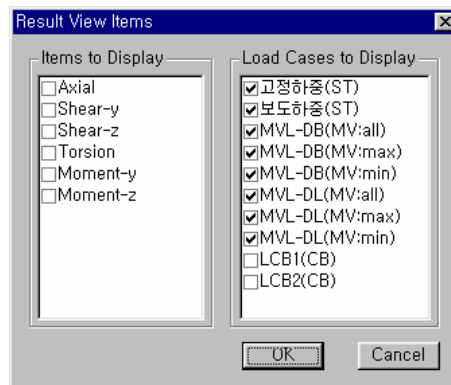 Result View Items
Items to Display
Axial
Shear-y
Shear-z
Torsion
Moment-y
Moment-z
Load Cases to Display
고정하중(ST)
보도하중(ST)
MVL-DB(MV:all)
MVL-DB(MV:max)
MVL-DB(MV:min)
MVL-DL(MV:all)
MVL-DL(MV:max)
MVL-DL(MV:min)
LCB1(CB)
LCB2(CB)
OK
Cancel